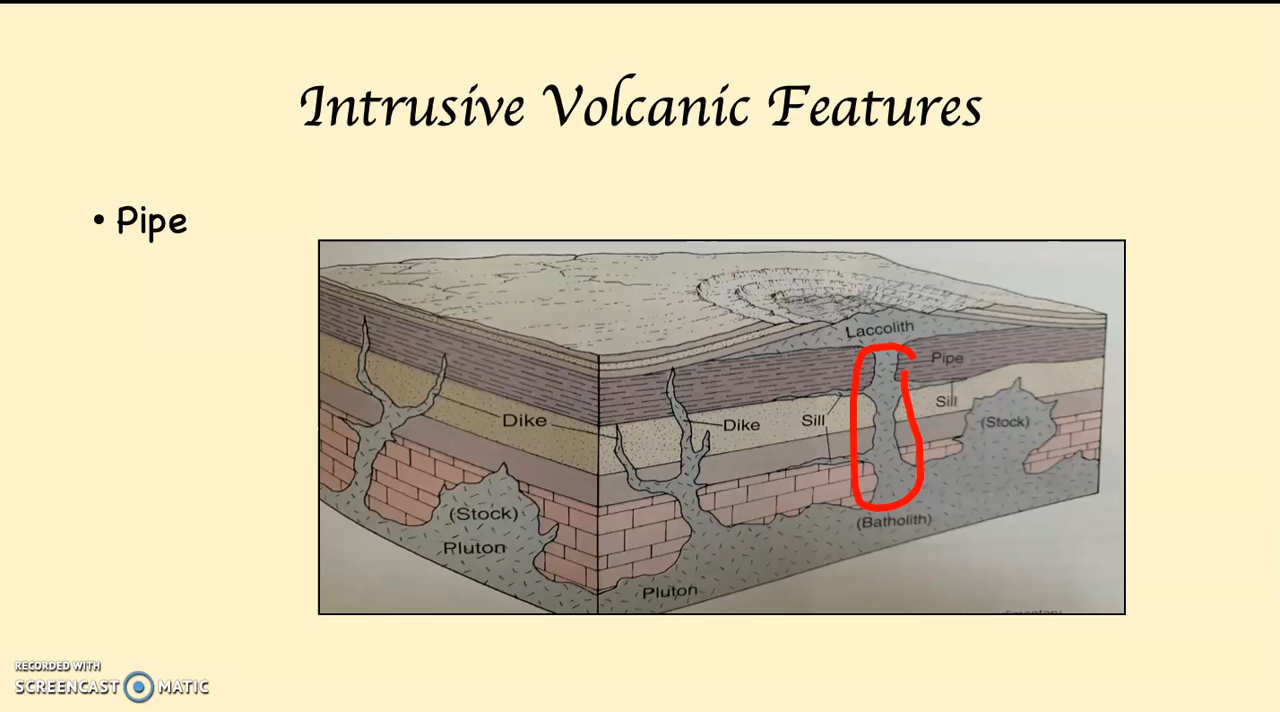 Intrusive Volcanic Features
• Pipe
Laccolith
Pipe
Sill
Dike
Dike
Sill
(Stock)
(Stock)
(Batholith)
Pluton
Pluton
RECORDED WITH
SCREENCAST MATIC